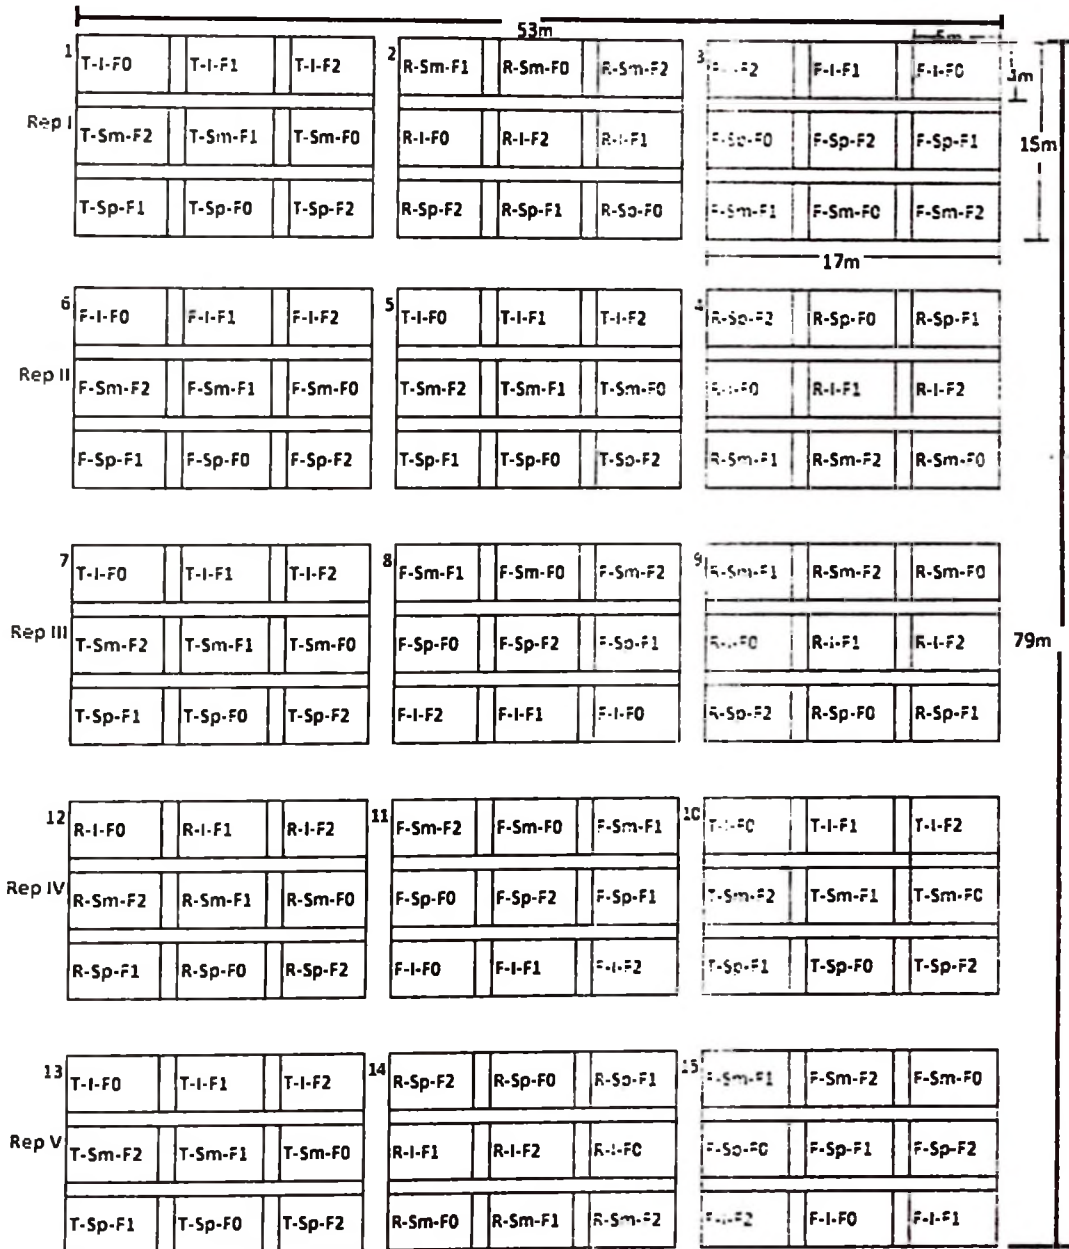 53m
5m
1 T-I-F0 T-I-F1 T-I-F2 2 R-Sm-F1 R-Sm-F0 R-Sm-F2 3 F-I-F2 F-I-F1 F-I-F0
Rep I T-Sm-F2 T-Sm-F1 T-Sm-F0 R-I-F0 R-I-F2 R-I-F1 F-Sp-F0 F-Sp-F2 F-Sp-F1 15m
T-Sp-F1 T-Sp-F0 T-Sp-F2 R-Sp-F2 R-Sp-F1 R-Sp-F0 F-Sm-F1 F-Sm-F0 F-Sm-F2
17m
6 F-I-F0 F-I-F1 F-I-F2 5 T-I-F0 T-I-F1 T-I-F2 4 R-Sp-F2 R-Sp-F0 R-Sp-F1
Rep II F-Sm-F2 F-Sm-F1 F-Sm-F0 T-Sm-F2 T-Sm-F1 T-Sm-F0 R-I-F0 R-I-F1 R-I-F2
F-Sp-F1 F-Sp-F0 F-Sp-F2 T-Sp-F1 T-Sp-F0 T-Sp-F2 R-Sm-F1 R-Sm-F2 R-Sm-F0
7 T-I-F0 T-I-F1 T-I-F2 8 F-Sm-F1 F-Sm-F0 F-Sm-F2 9 R-Sm-F1 R-Sm-F2 R-Sm-F0
Rep III T-Sm-F2 T-Sm-F1 T-Sm-F0 F-Sp-F0 F-Sp-F2 F-Sp-F1 R-I-F0 R-I-F1 R-I-F2 79m
T-Sp-F1 T-Sp-F0 T-Sp-F2 F-I-F2 F-I-F1 F-I-F0 R-Sp-F2 R-Sp-F0 R-Sp-F1
12 R-I-F0 R-I-F1 R-I-F2 11 F-Sm-F2 F-Sm-F0 F-Sm-F1 10 T-I-F0 T-I-F1 T-I-F2
Rep IV R-Sm-F2 R-Sm-F1 R-Sm-F0 F-Sp-F0 F-Sp-F2 F-Sp-F1 T-Sm-F2 T-Sm-F1 T-Sm-F0
R-Sp-F1 R-Sp-F0 R-Sp-F2 F-I-F0 F-I-F1 F-I-F2 T-Sp-F1 T-Sp-F0 T-Sp-F2
13 T-I-F0 T-I-F1 T-I-F2 14 R-Sp-F2 R-Sp-F0 R-Sp-F1 15 F-Sm-F1 F-Sm-F2 F-Sm-F0
Rep V T-Sm-F2 T-Sm-F1 T-Sm-F0 R-I-F1 R-I-F2 R-I-F0 F-Sp-F0 F-Sp-F1 F-Sp-F2
T-Sp-F1 T-Sp-F0 T-Sp-F2 R-Sm-F0 R-Sm-F1 R-Sm-F2 F-I-F2 F-I-F0 F-I-F1